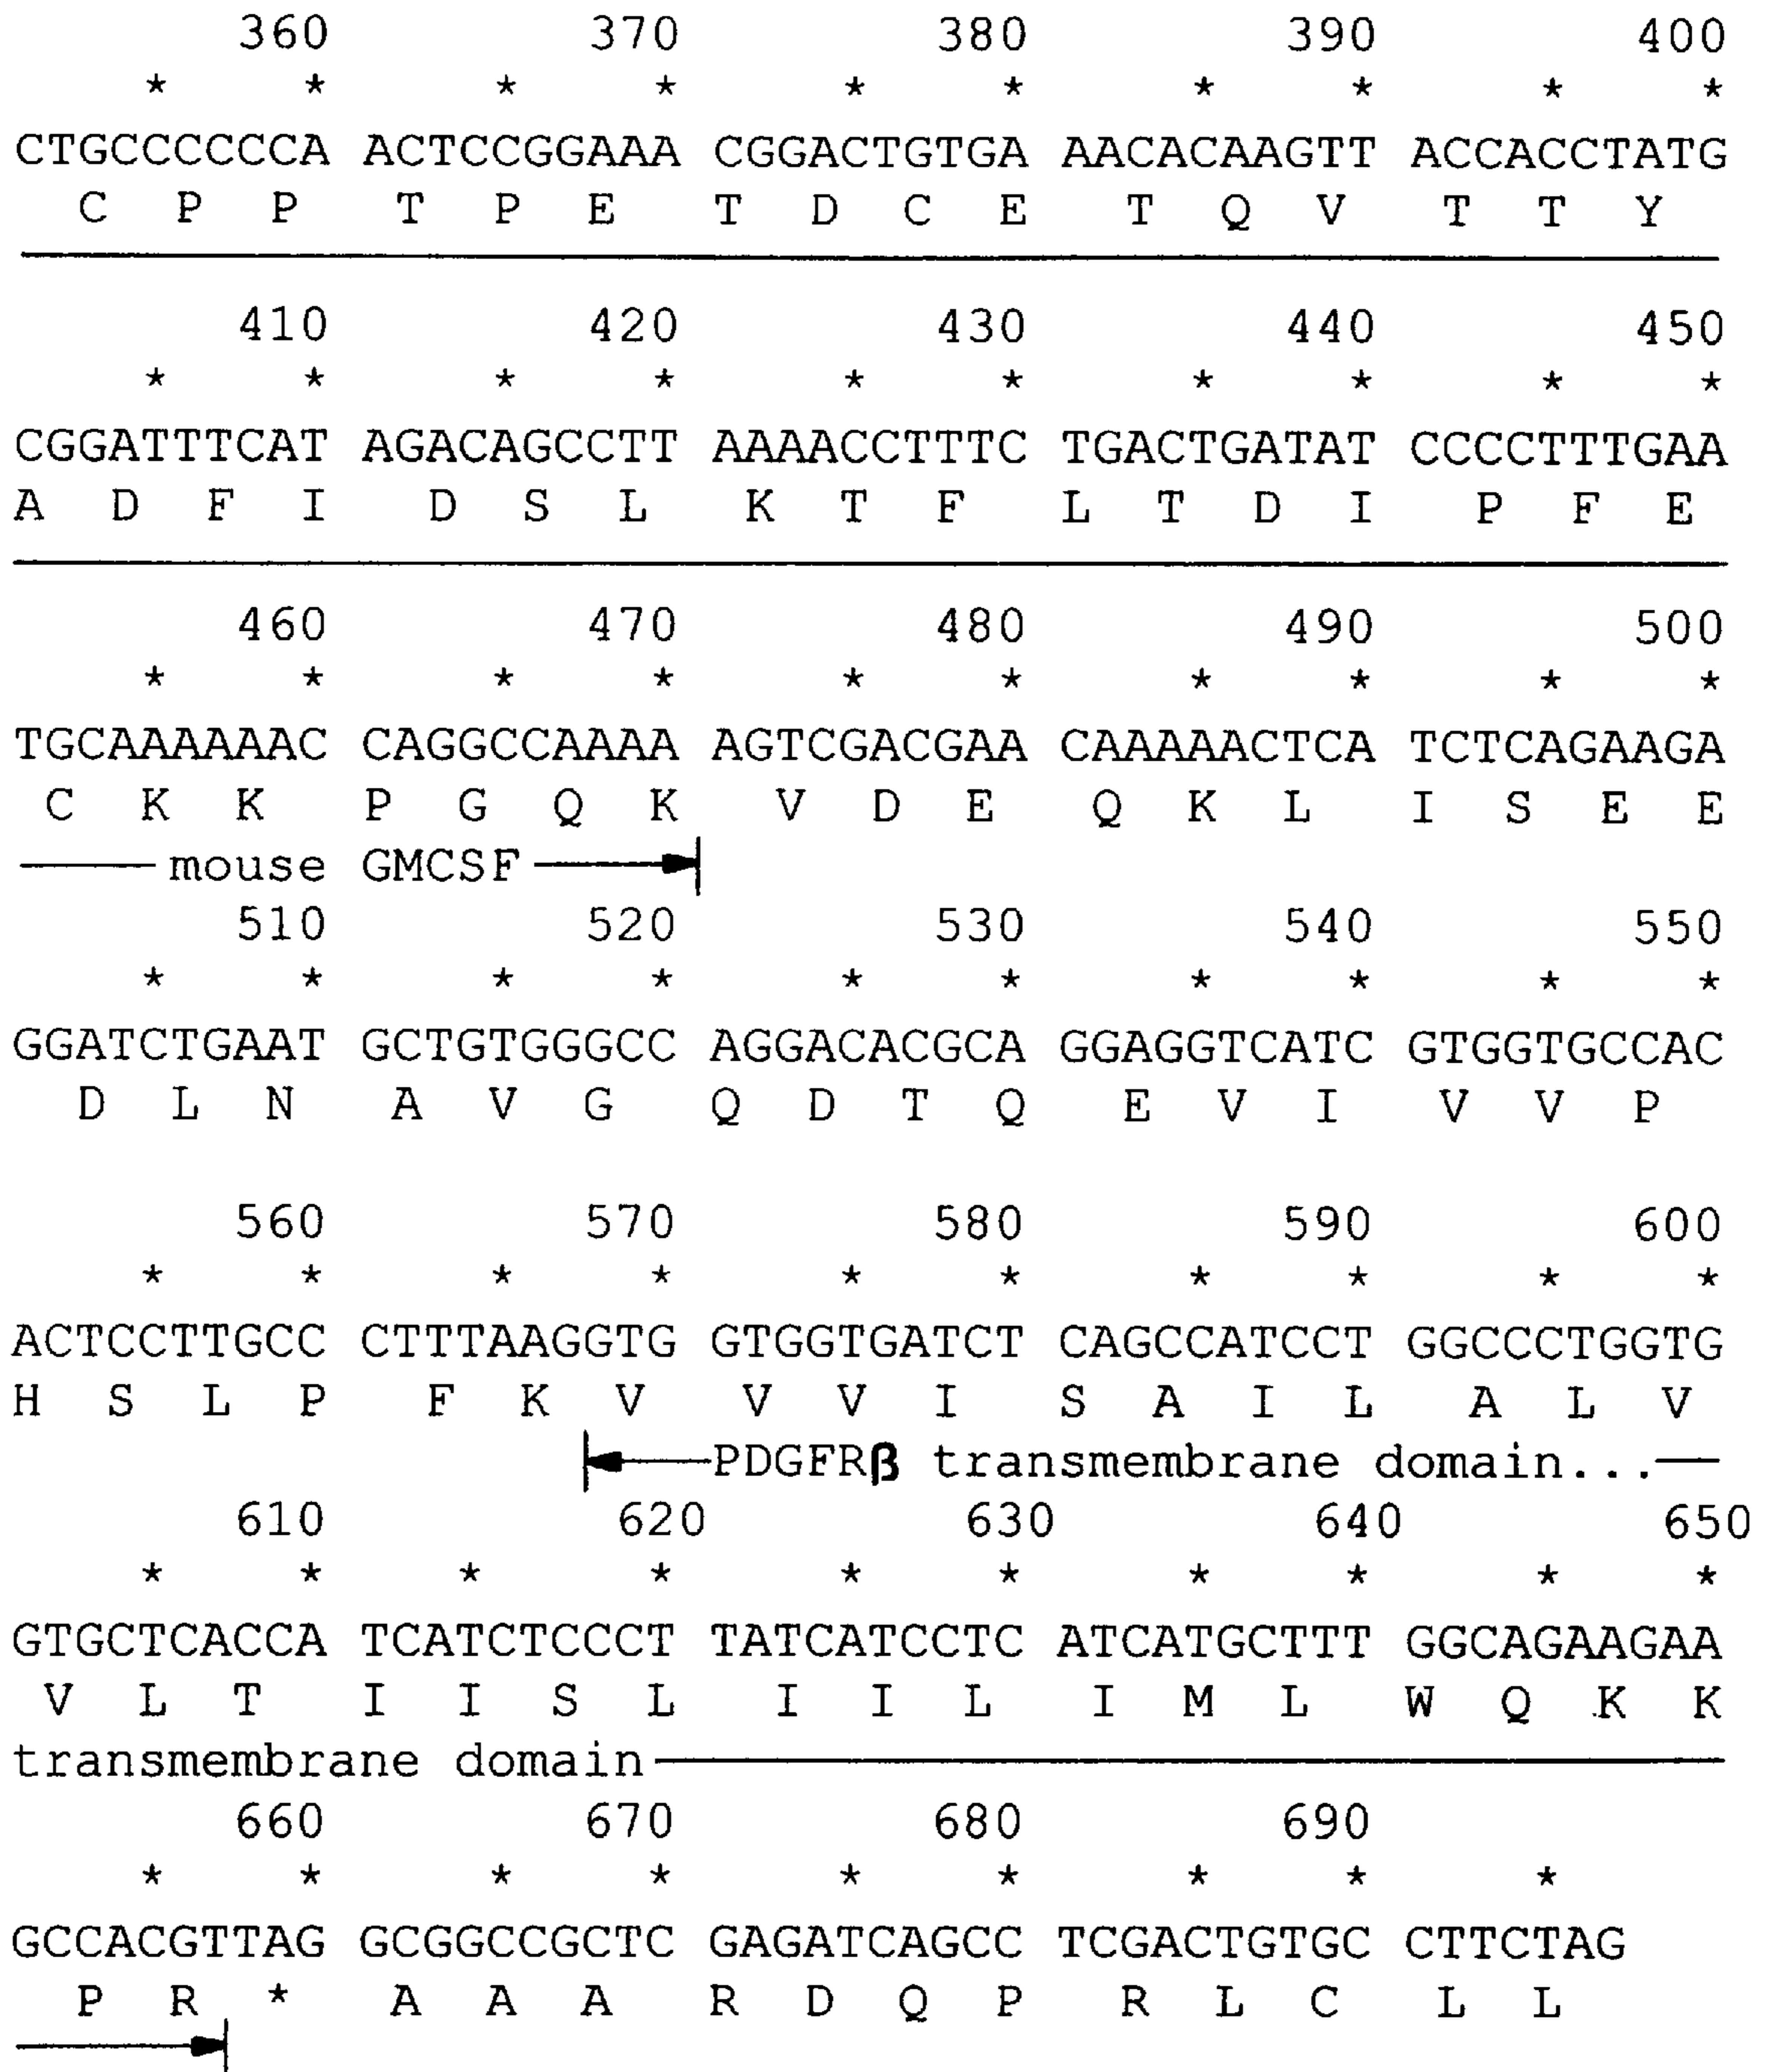 360 370 380 390 400
* * * * * * * * * *
CTGCCCCCCA ACTCCGGAAA CGGACTGTGA AACACAAGTT ACCACCTATG
C P P T P E T D C E T Q V T T Y
410 420 430 440 450
* * * * * * * * * *
CGGATTTCAT AGACAGCCTT AAAACCTTTC TGACTGATAT CCCCTTTGAA
A D F I D S L K T F L T D I P F E
460 470 480 490 500
* * * * * * * * * *
TGCAAAAAAC CAGGCCAAAA AGTCGACGAA CAAAAACTCA TCTCAGAAGA
C K K P G Q K V D E Q K L I S E E
mouse GMCSF
510 520 530 540 550
* * * * * * * * * *
GGATCTGAAT GCTGTGGGCC AGGACACGCA GGAGGTCATC GTGGTGCCAC
D L N A V G Q D T Q E V I V V P
560 570 580 590 600
* * * * * * * * * *
ACTCCTTGCC CTTTAAGGTG GTGGTGATCT CAGCCATCCT GGCCCTGGTG
H S L P F K V V V I S A I L A L V
PDGFRβ transmembrane domain...
610 620 630 640 650
* * * * * * * * * *
GTGCTCACCA TCATCTCCCT TATCATCCTC ATCATGCTTT GGCAGAAGAA
V L T I I S L I I L I M L W Q K K
transmembrane domain
660 670 680 690
* * * * * * * * *
GCCACGTTAG GCGGCCGCTC GAGATCAGCC TCGACTGTGC CTTCTAG
P R * A A A R D Q P R L C L L